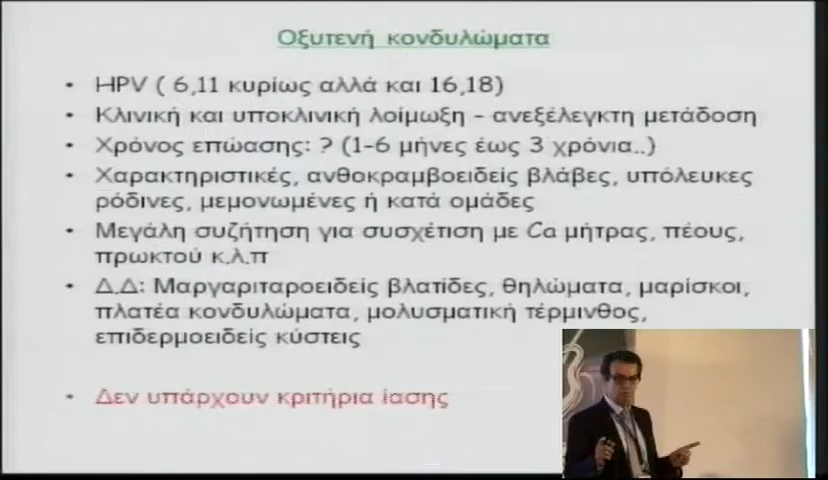 Οξυτενή κονδυλώματα
• HPV ( 6,11 κυρίως αλλά και 16,18)
• Κλινική και υποκλινική λοίμωξη – ανεξέλεγκτη μετάδοση
• Χρόνος επώασης: ? (1-6 μήνες έως 3 χρόνια..)
• Χαρακτηριστικές, ανθοκραμβοειδείς βλάβες, υπόλευκες
ρόδινες, μεμονωμένες ή κατά ομάδες
• Μεγάλη συζήτηση για συσχέτιση με Ca μήτρας, πέους,
πρωκτού κ.λ.π
• Δ.Δ: Μαργαριταροειδείς βλατίδες, θηλώματα, μαρίσκοι,
πλατέα κονδυλώματα, μολυσματική τέρμινθος,
επιδερμοειδείς κύστεις
• Δεν υπάρχουν κριτήρια ίασης